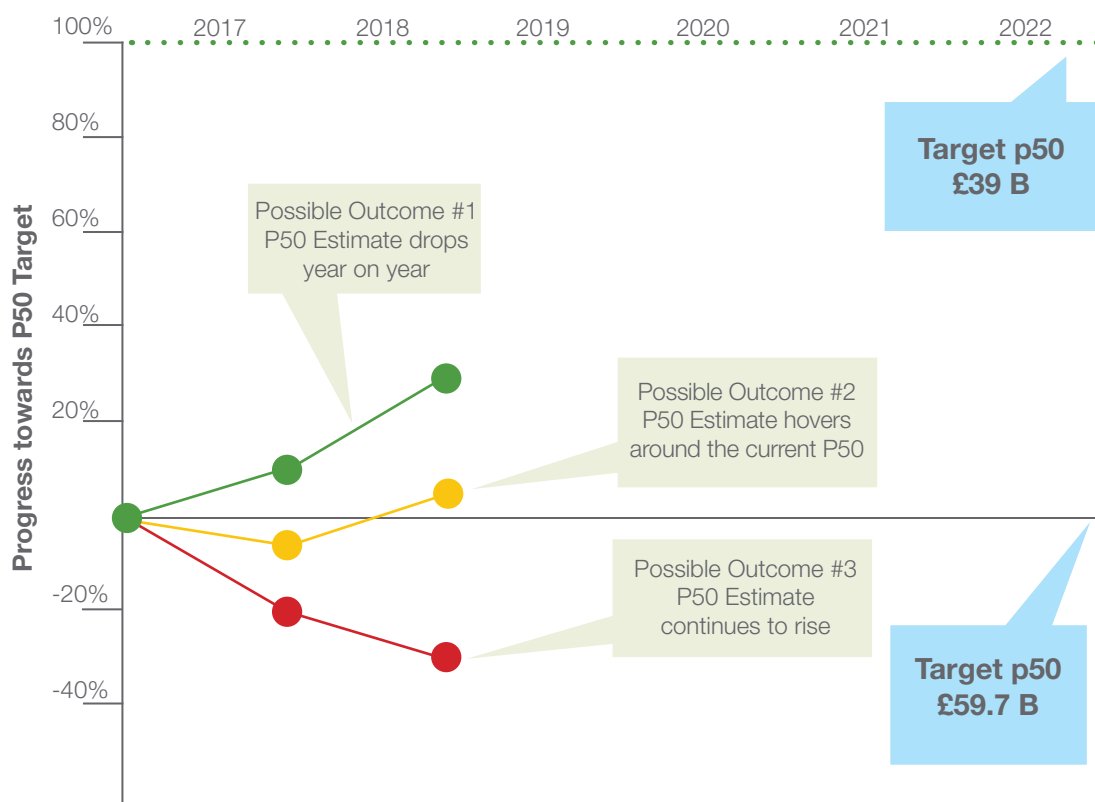 100%
2017
2018
2019
2020
2021
2022
80%
60%
40%
20%
-20%
-40%
Progress towards P50 Target
Possible Outcome #1
P50 Estimate drops
year on year
Possible Outcome #2
P50 Estimate hovers
around the current P50
Possible Outcome #3
P50 Estimate
continues to rise
Target p50
£39 B
Target p50
£59.7 B